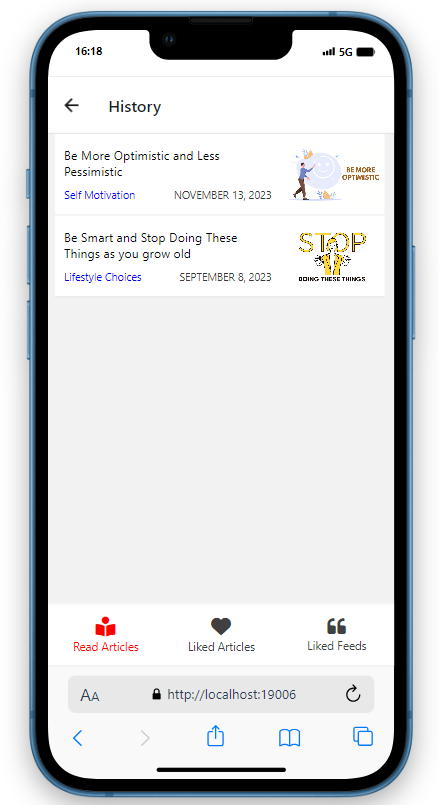 16:18
5G
History
Be More Optimistic and Less
Pessimistic
Self Motivation NOVEMBER 13, 2023
BE MORE
OPTIMISTIC
Be Smart and Stop Doing These
Things as you grow old
Lifestyle Choices SEPTEMBER 8, 2023
STOP
DOING THESE THINGS
Read Articles Liked Articles Liked Feeds
AA http://localhost:19006